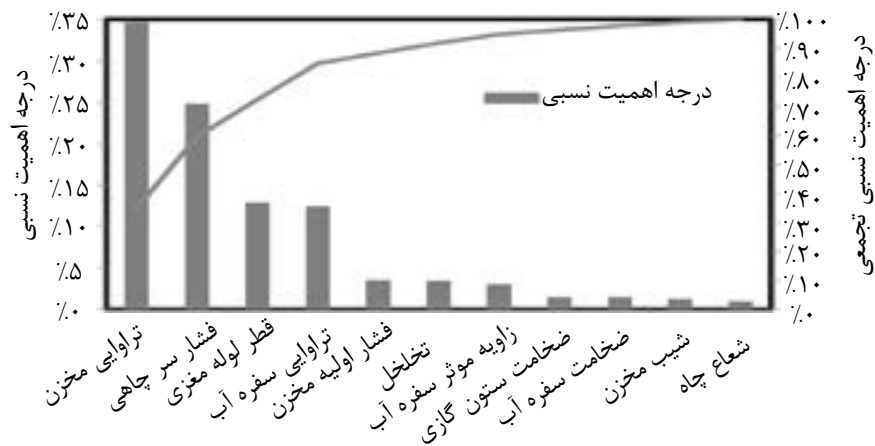 درجه اهمیت نسبی
٪۳۵
٪۳۰
٪۲۵
٪۲۰
٪۱۵
٪۱۰
٪۵
٪۰
درجه اهمیت نسبی
٪۱۰۰
٪۹۰
٪۸۰
٪۷۰
٪۶۰
٪۵۰
٪۴۰
٪۳۰
٪۲۰
٪۱۰
٪۰
درجه اهمیت نسبی تجمعی
تراوایی مخزن
فشار سر چاهی
قطر لوله مغزی
تراوایی سفره آب
فشار اولیه مخزن
تخلخل
زاویه موثر سفره آب
ضخامت ستون گازی
ضخامت سفره آب
شیب مخزن
شعاع چاه